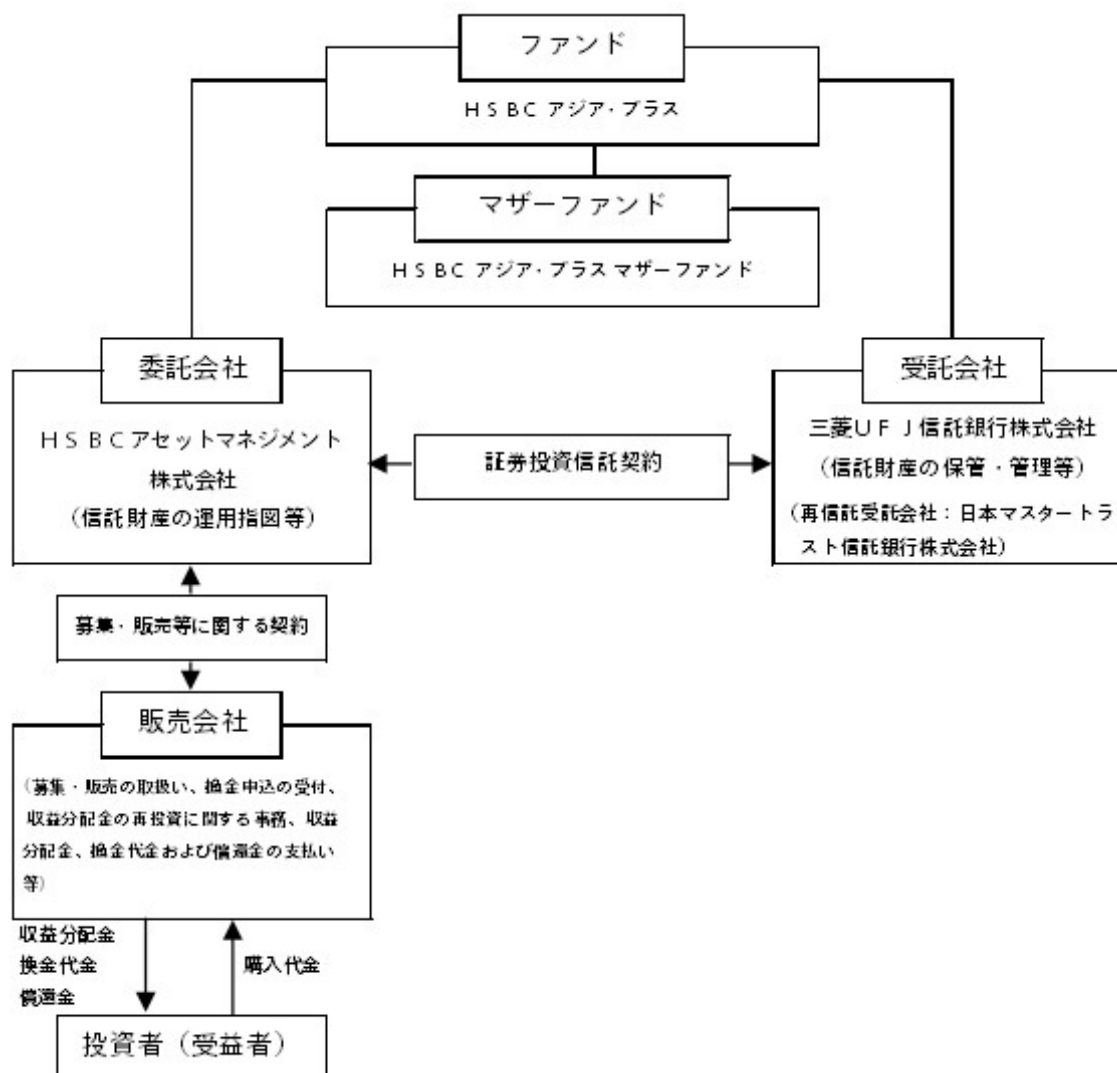 ファンド
HSBC アジア・プラス
マザーファンド
HSBC アジア・プラス マザーファンド
委託会社
HSBCアセットマネジメント
株式会社
（信託財産の運用指図等）
証券投資信託契約
受託会社
三菱UFJ信託銀行株式会社
（信託財産の保管・管理等）
（再信託受託会社：日本マスタートラ
スト信託銀行株式会社）
募集・販売等に関する契約
販売会社
（募集・販売の取扱い、換金申込の受付、
収益分配金の再投資に関する事務、収益
分配金、換金代金および償還金の支払い
等）
収益分配金
換金代金
償還金
購入代金
投資者（受益者）